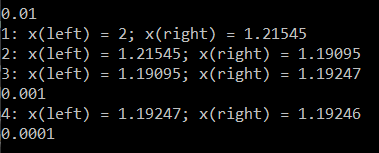 0.01
1: x(left) = 2; x(right) = 1.21545
2: x(left) = 1.21545; x(right) = 1.19095
3: x(left) = 1.19095; x(right) = 1.19247
0.001
4: x(left) = 1.19247; x(right) = 1.19246
0.0001